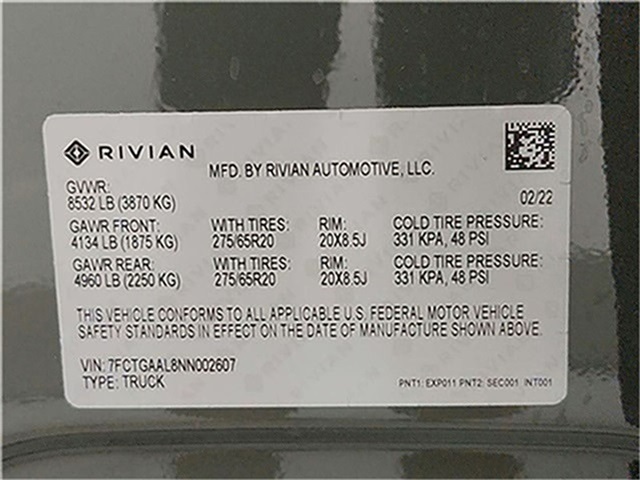 RIVIAN
MFD. BY RIVIAN AUTOMOTIVE, LLC.
GVWR:
8532 LB (3870 KG) 02/22
GAWR FRONT: WITH TIRES: RIM: COLD TIRE PRESSURE:
4134 LB (1875 KG) 275/65R20 20X8.5J 331 KPA, 48 PSI
GAWR REAR: WITH TIRES: RIM: COLD TIRE PRESSURE:
4960 LB (2250 KG) 275/65R20 20X8.5J 331 KPA, 48 PSI
THIS VEHICLE CONFORMS TO ALL APPLICABLE U.S. FEDERAL MOTOR VEHICLE
SAFETY STANDARDS IN EFFECT ON THE DATE OF MANUFACTURE SHOWN ABOVE.
VIN: 7FCTGAAL8NN002607
TYPE: TRUCK PNT1: EXP011 PNT2: SEC001 INT001